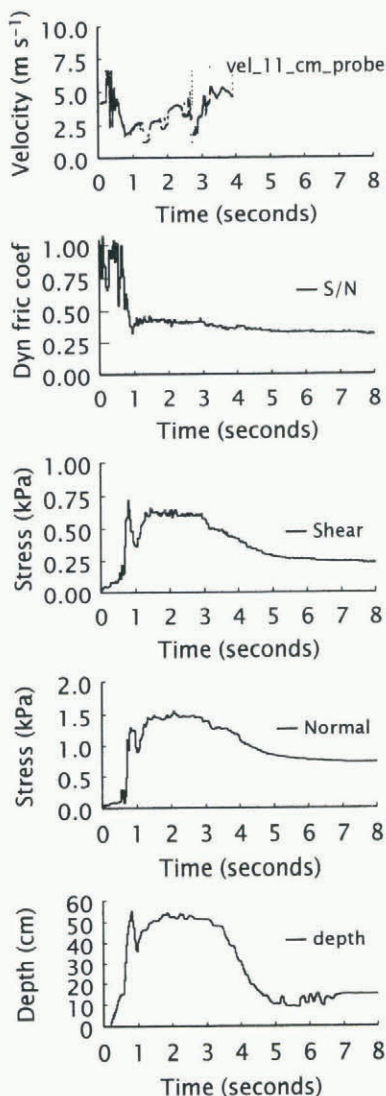 Velocity (m s⁻¹)
10.0
7.5
5.0
2.5
0.0
vel_11_cm_probe
0 1 2 3 4 5 6 7 8
Time (seconds)
Dyn fric coef
1.00
0.75
0.50
0.25
0.00
S/N
0 1 2 3 4 5 6 7 8
Time (seconds)
Stress (kPa)
1.00
0.75
0.50
0.25
0.00
Shear
0 1 2 3 4 5 6 7 8
Time (seconds)
Stress (kPa)
2.0
1.5
1.0
0.5
0.0
Normal
0 1 2 3 4 5 6 7 8
Time (seconds)
Depth (cm)
60
50
40
30
20
10
0
depth
0 1 2 3 4 5 6 7 8
Time (seconds)